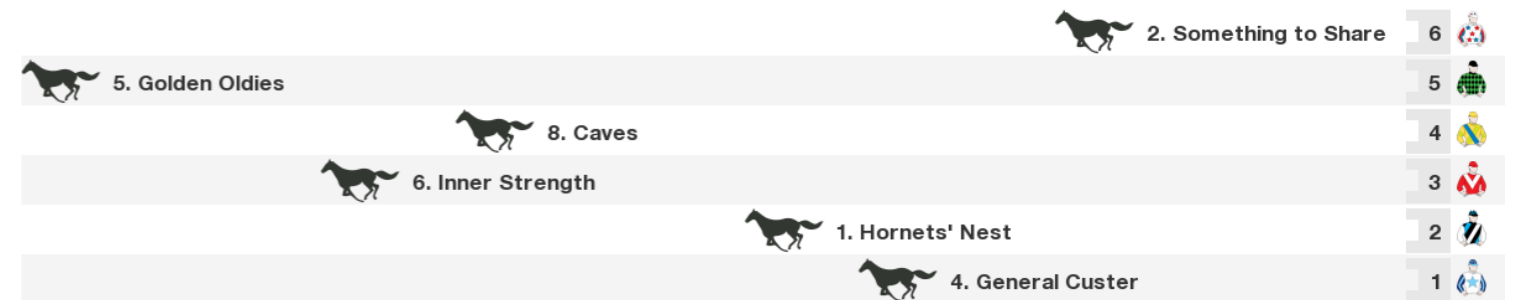 2. Something to Share 6
5. Golden Oldies 5
8. Caves 4
6. Inner Strength 3
1. Hornets' Nest 2
4. General Custer 1